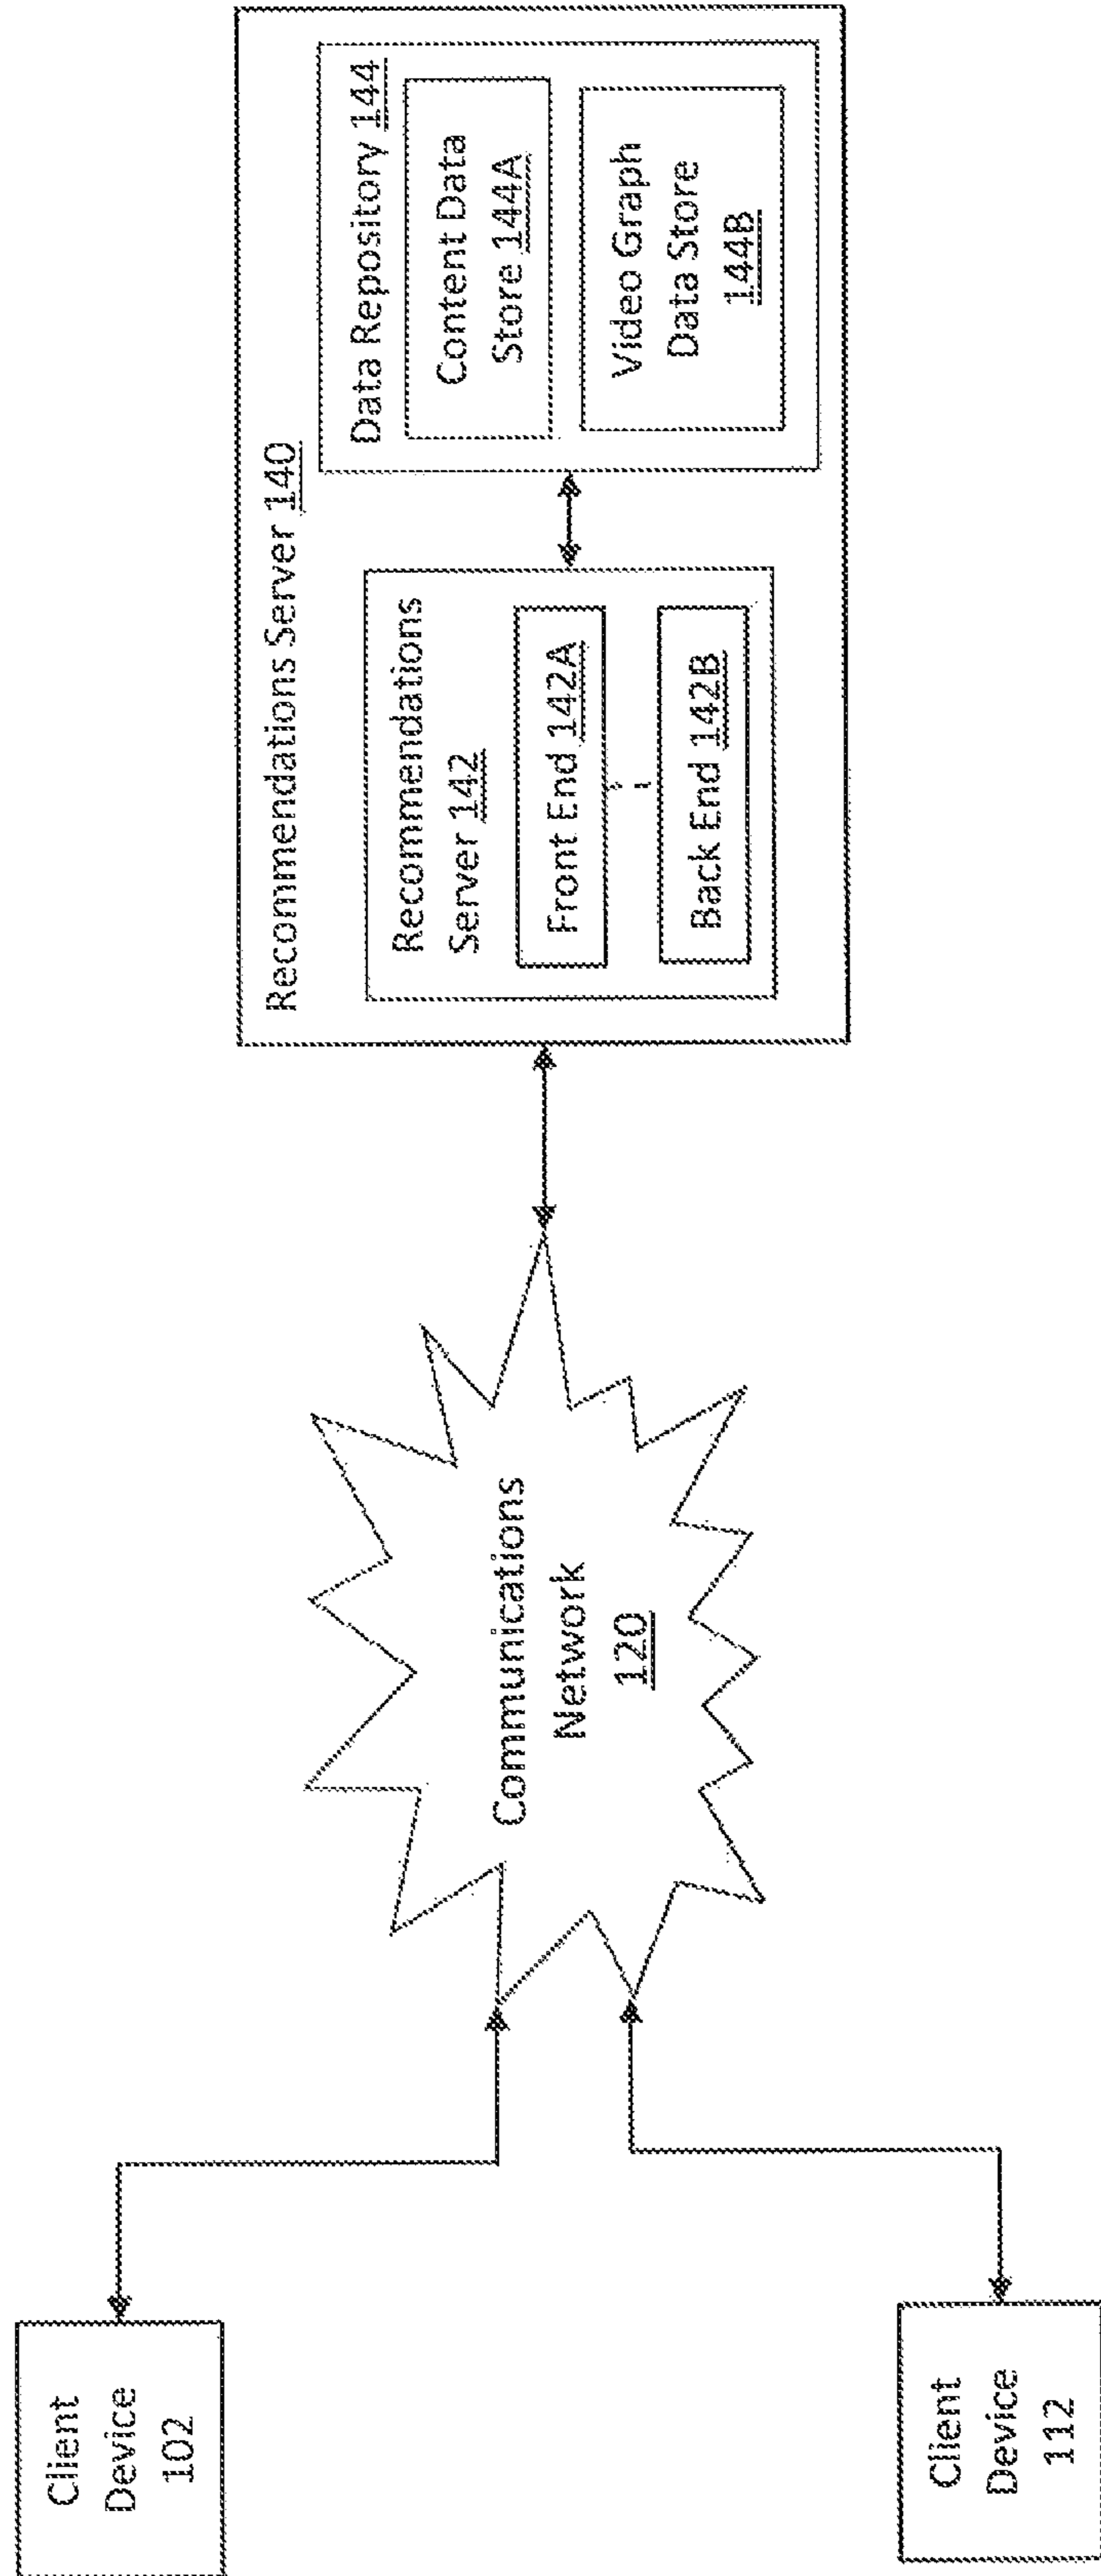 Client
Device
102
Client
Device
112
Communications
Network
120
Recommendations Server 140
Recommendations
Server 142
Front End 142A
Back End 142B
Data Repository 144
Content Data
Store 144A
Video Graph
Data Store
144B